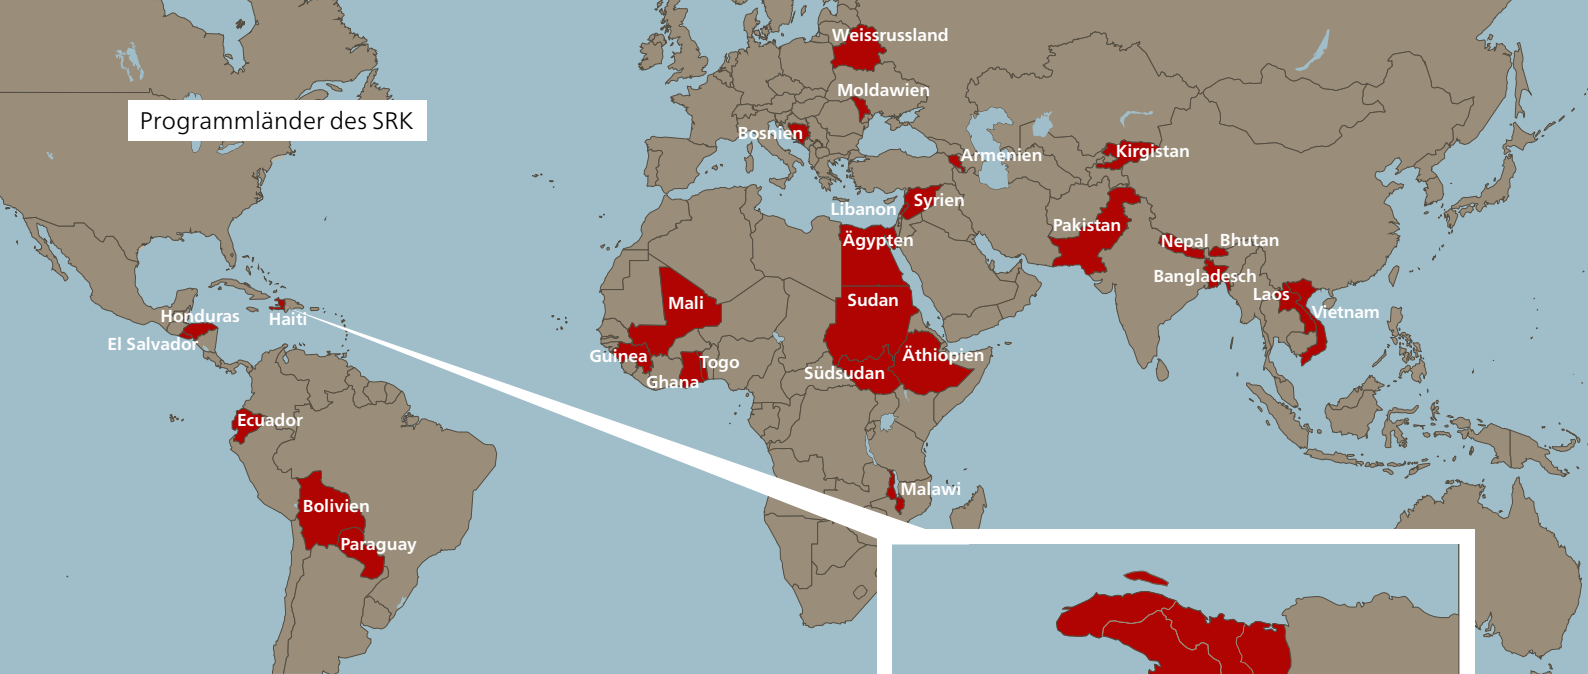 Programmländer des SRK
Weissrussland
Moldawien
Bosnien
Armenien
Kirgistan
Libanon
Syrien
Pakistan
Ägypten
Nepal
Bhutan
Bangladesch
Laos
Vietnam
Mali
Sudan
Honduras
Haiti
El Salvador
Guinea
Togo
Ghana
Südsudan
Äthiopien
Ecuador
Malawi
Bolivien
Paraguay